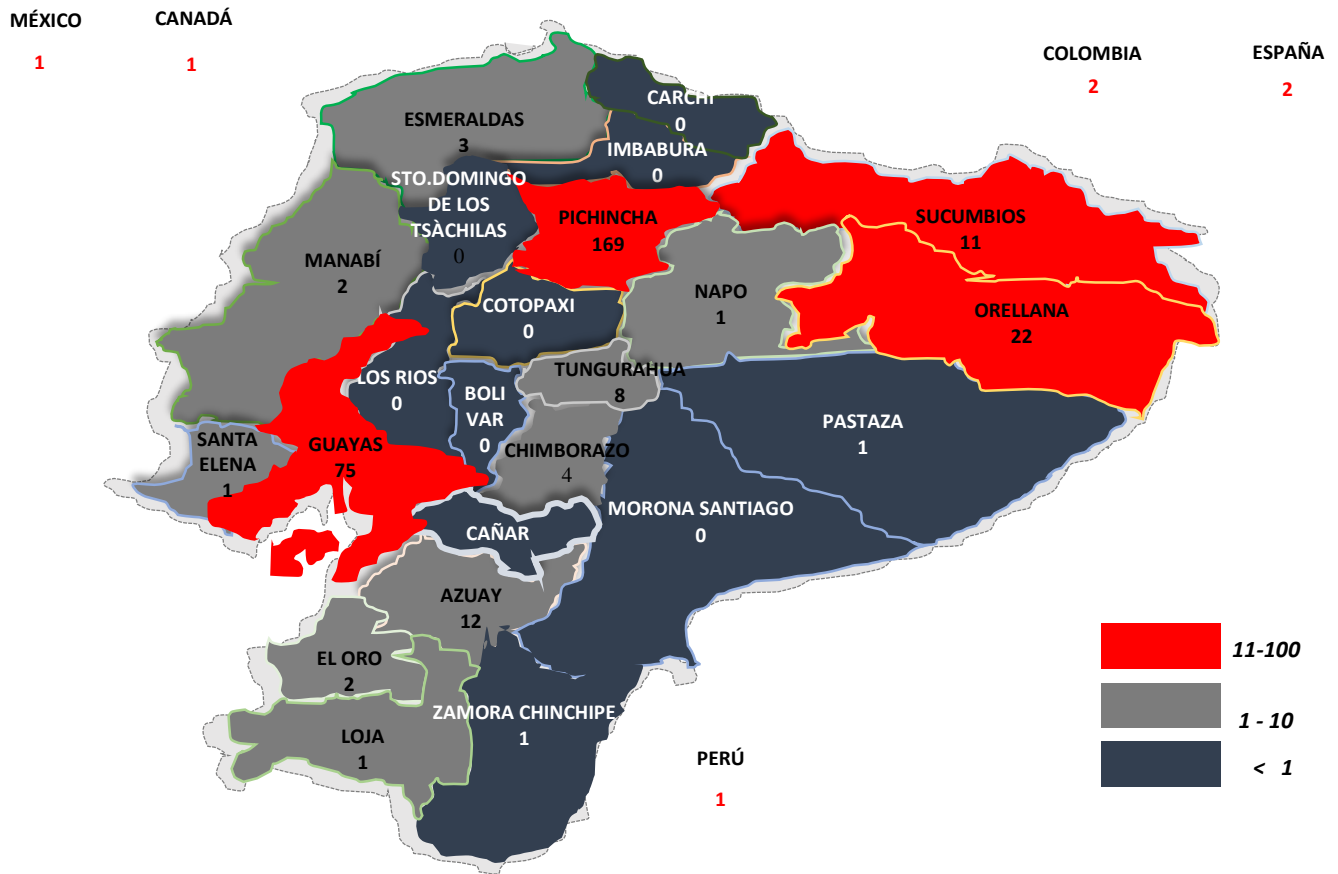 MÉXICO
1
CANADÁ
1
COLOMBIA
2
ESPAÑA
2
CARCHI
0
ESMERALDAS
3
IMBABURA
0
STO.DOMINGO
DE LOS
TSÀCHILAS
0
PICHINCHA
169
SUCUMBIOS
11
MANABÍ
2
NAPO
1
COTOPAXI
0
ORELLANA
22
TUNGURAHUA
8
LOS RIOS
0
BOLI
VAR
0
PASTAZA
1
SANTA
ELENA
1
GUAYAS
75
CHIMBORAZO
4
MORONA SANTIAGO
0
CAÑAR
AZUAY
12
EL ORO
2
ZAMORA CHINCHIPE
1
LOJA
1
PERÚ
1
11-100
1 - 10
< 1